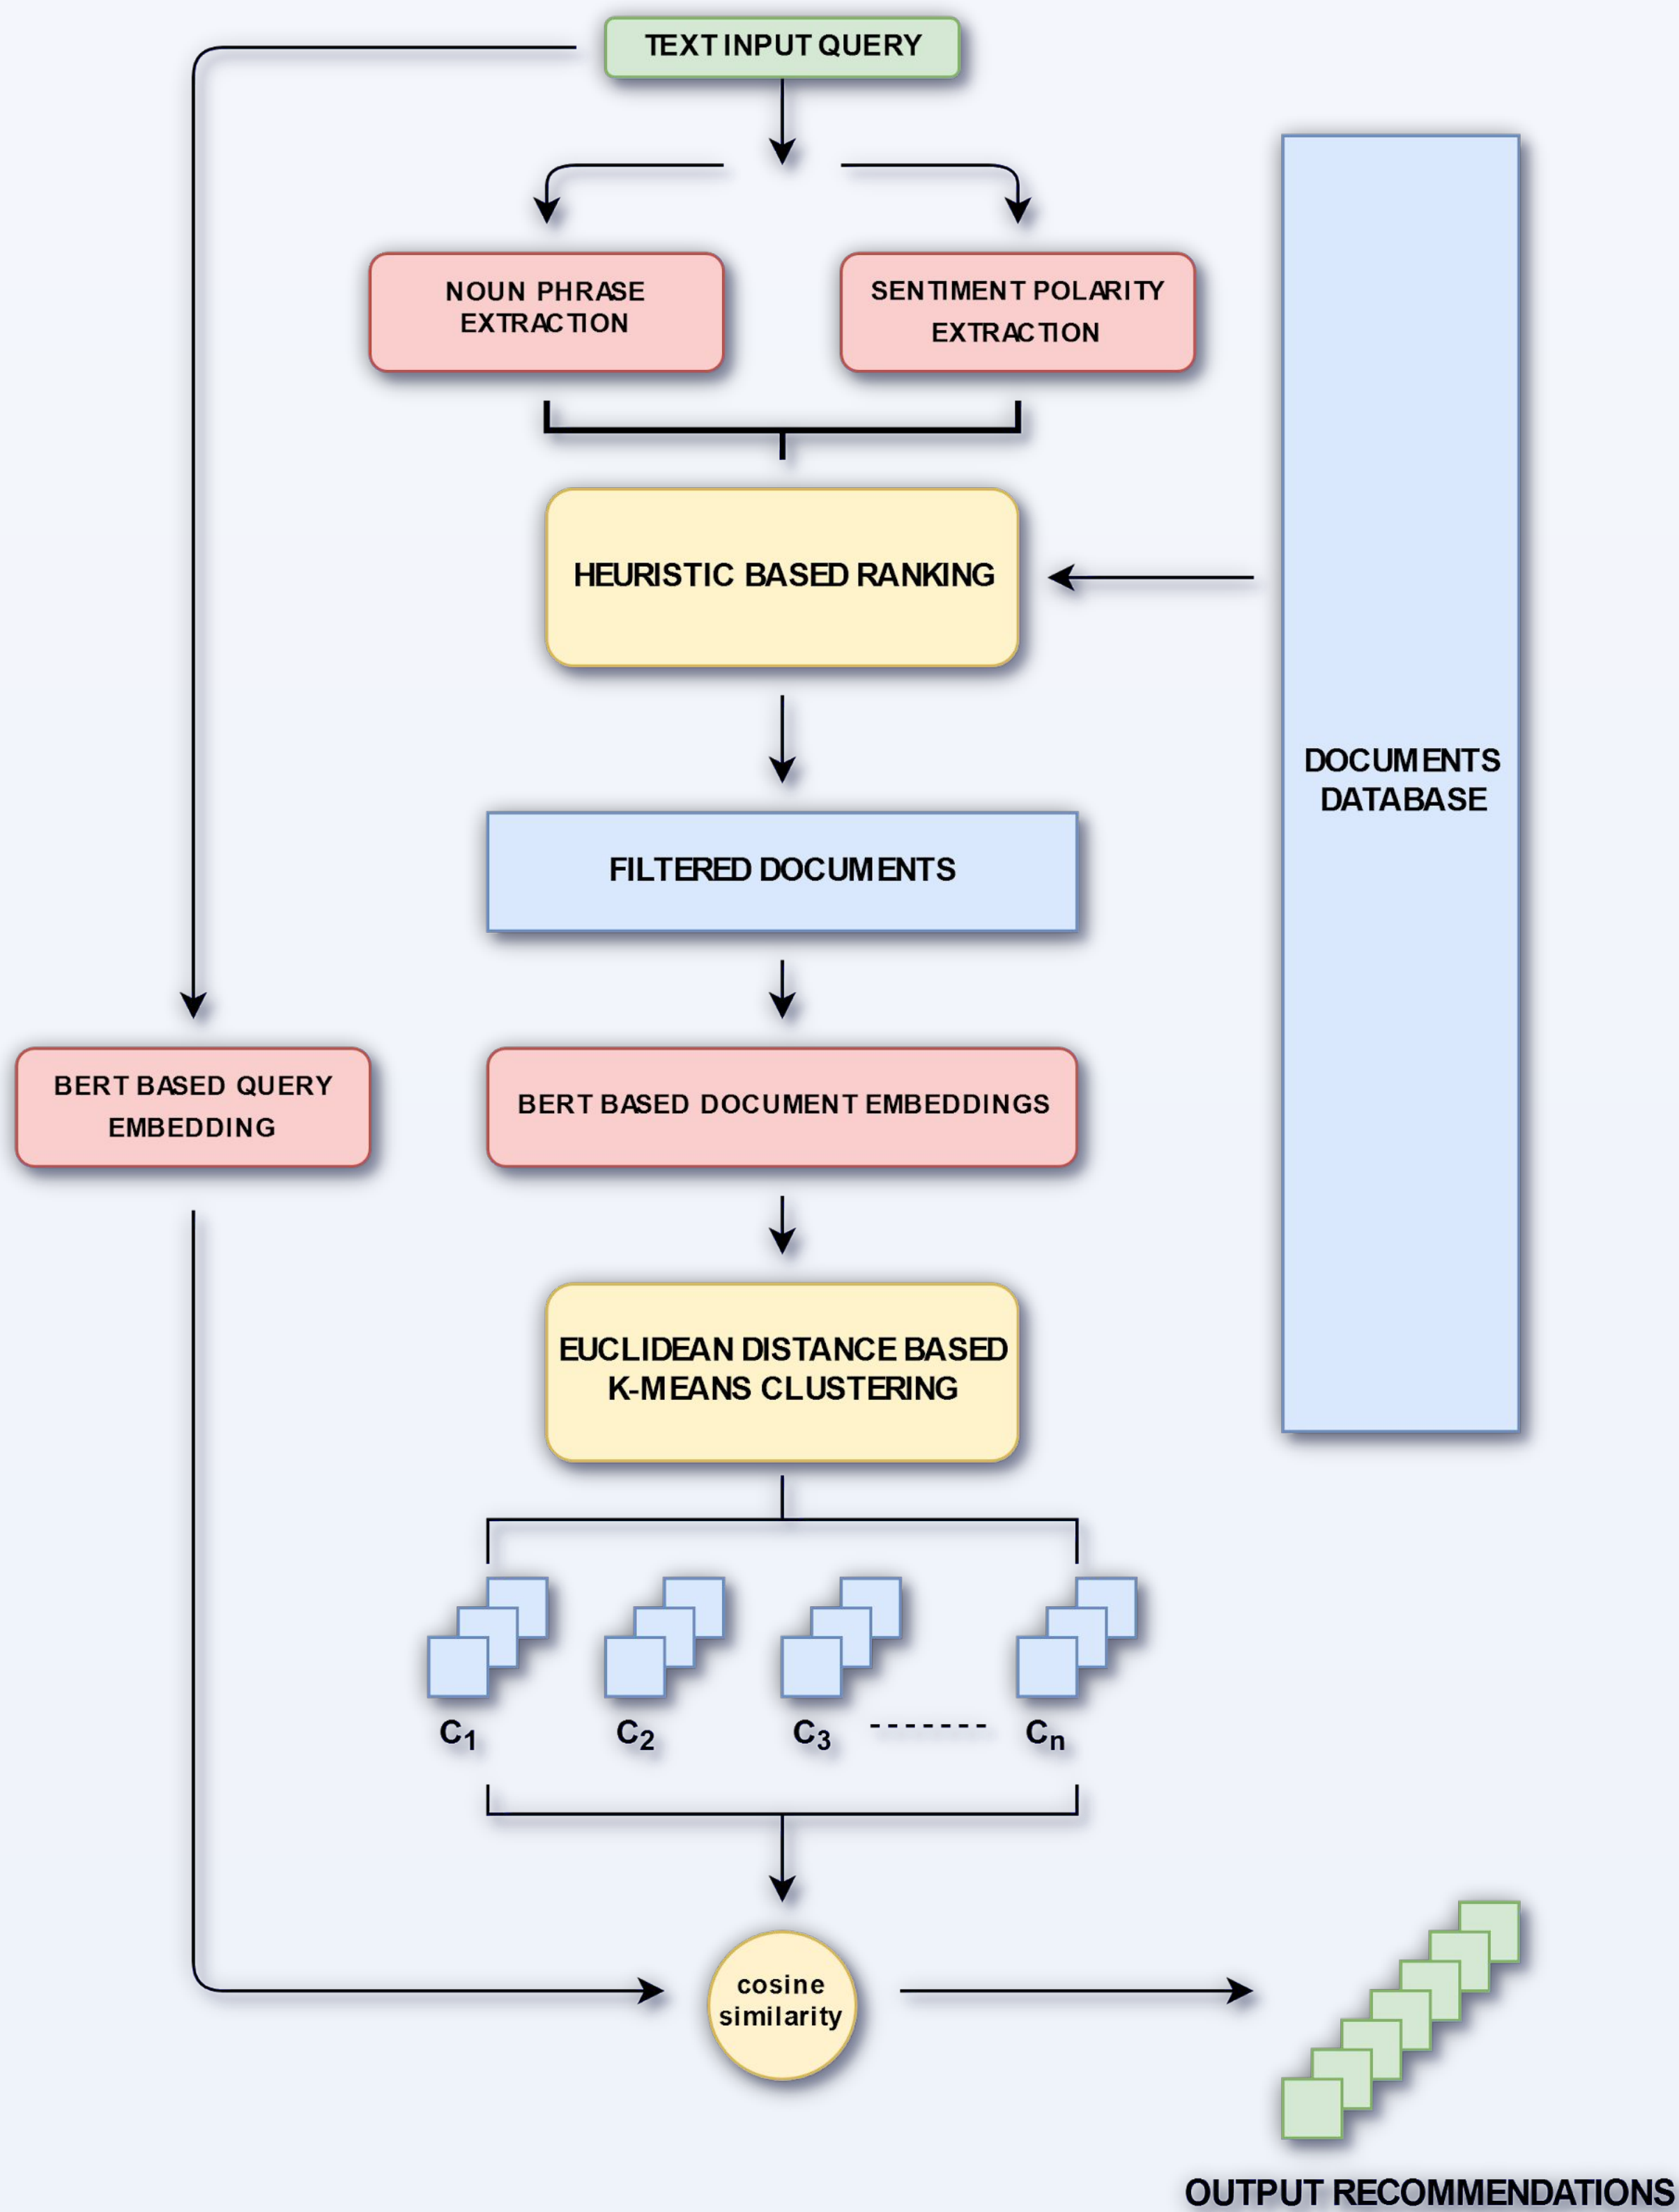 TEXT INPUT QUERY
NOUN PHRASE
EXTRACTION
SENTIMENT POLARITY
EXTRACTION
HEURISTIC BASED RANKING
DOCUMENTS
DATABASE
FILTERED DOCUMENTS
BERT BASED QUERY
EMBEDDING
BERT BASED DOCUMENT EMBEDDINGS
EUCLIDEAN DISTANCE BASED
K-MEANS CLUSTERING
C1 C2 C3 ------- Cn
cosine
similarity
OUTPUT RECOMMENDATIONS